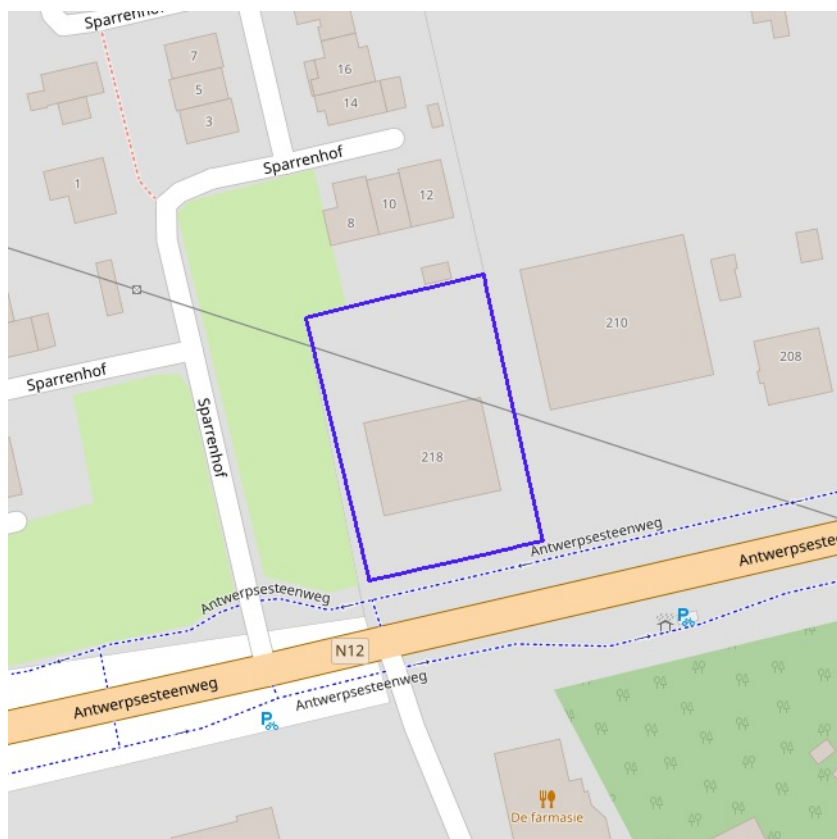 Sparrenhof
7
5
3
16
14
Sparrenhof
1
12
10
8
210
208
Sparrenhof
Sparrenhof
218
Antwerpsesteenweg
Antwerpseste
Antwerpsesteenweg
P
N12
Antwerpsesteenweg
Antwerpsesteenweg
P
De farmasie